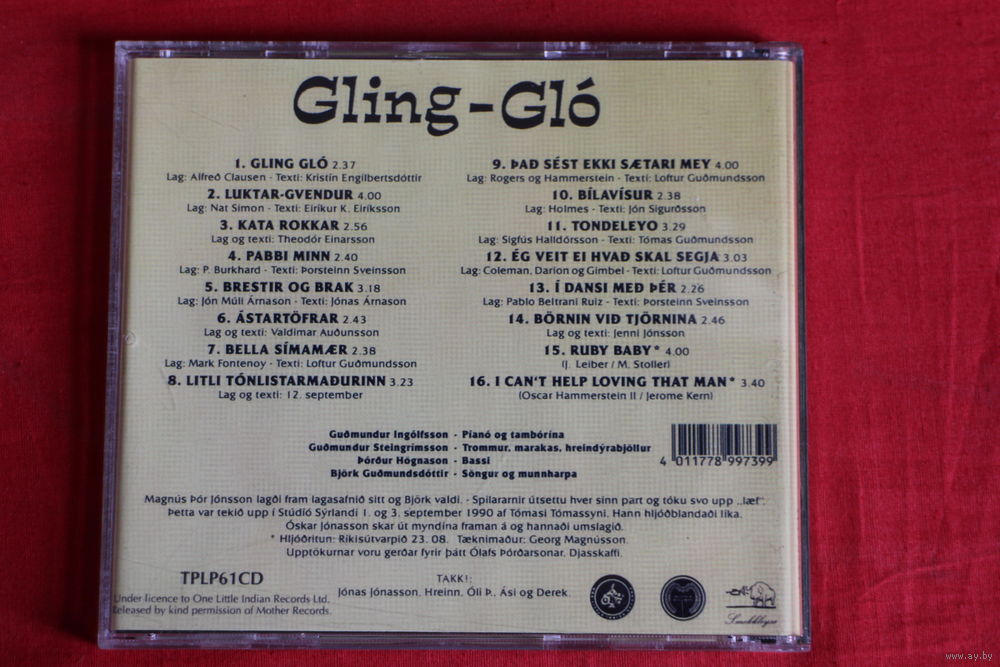 Gling-Gló
1. GLING GLÓ 2.37
Lag: Alfreð Clausen - Texti: Kristín Engilbertsdóttir
2. LUKTAR-GVENDUR 4.00
Lag: Nat Simon - Texti: Eiríkur K. Eiríksson
3. KATA ROKKAR 2.56
Lag og texti: Theodór Einarsson
4. PABBI MINN 2.40
Lag: P. Burkhard - Texti: Þorsteinn Sveinsson
5. BRESTIR OG BRAK 3.18
Lag: Jón Múli Árnason - Texti: Jónas Árnason
6. ÁSTARTÖFRAR 2.43
Lag og texti: Valdimar Auðunsson
7. BELLA SÍMAMÆR 2.38
Lag: Mark Fontenoy - Texti: Loftur Guðmundsson
8. LITLI TÓNLISTARMAÐURINN 3.23
Lag og texti: 12. september
9. ÞAÐ SÉST EKKI SÆTARI MEY 4.00
Lag: Rogers og Hammerstein - Texti: Loftur Guðmundsson
10. BÍLAVÍSUR 2.38
Lag: Holmes - Texti: Jón Sigurðsson
11. TONDELEYO 3.29
Lag: Sigfús Halldórsson - Texti: Tómas Guðmundsson
12. ÉG VEIT EI HVAÐ SKAL SEGJA 3.03
Lag: Coleman, Darion og Gimbel - Texti: Loftur Guðmundsson
13. Í DANSI MEÐ ÞÉR 2.26
Lag: Pablo Beltrani Ruiz - Texti: Þorsteinn Sveinsson
14. BÖRNIN VIÐ TJÖRNINA 2.46
Lag og texti: Jenni Jónsson
15. RUBY BABY* 4.00
(J. Leiber / M. Stoller)
16. I CAN'T HELP LOVING THAT MAN* 3.40
(Oscar Hammerstein II / Jerome Kern)
Guðmundur Ingólfsson - Píanó og tambórína
Guðmundur Steingrímsson - Trommur, marakas, hreindýrabjöllur
Þórður Högnason - Bassi
Björk Guðmundsdóttir - Söngur og munnharpa
4 011778 997399
Magnús Þór Jónsson lagði fram lagasafnið sitt og Björk valdi. - Spilararnir útsettu hver sinn part og tóku svo upp „læf".
Þetta var tekið upp í Stúdíó Sýrlandi 1. og 3. september 1990 af Tómasi Tómassyni. Hann hljóðblandaði líka.
Óskar Jónasson skar út myndina framan á og hannaði umslagið.
* Hljóðritun: Ríkisútvarpið 23.08. Tæknimaður: Georg Magnússon.
Upptökurnar voru gerðar fyrir þátt Ólafs Þórðarsonar, Djasskaffi.
TPLP61CD
Under licence to One Little Indian Records Ltd.
Released by kind permission of Mother Records.
TAKK!:
Jónas Jónasson, Hreinn, Óli Þ., Ási og Derek.
Smekkleysa
www.ay.by